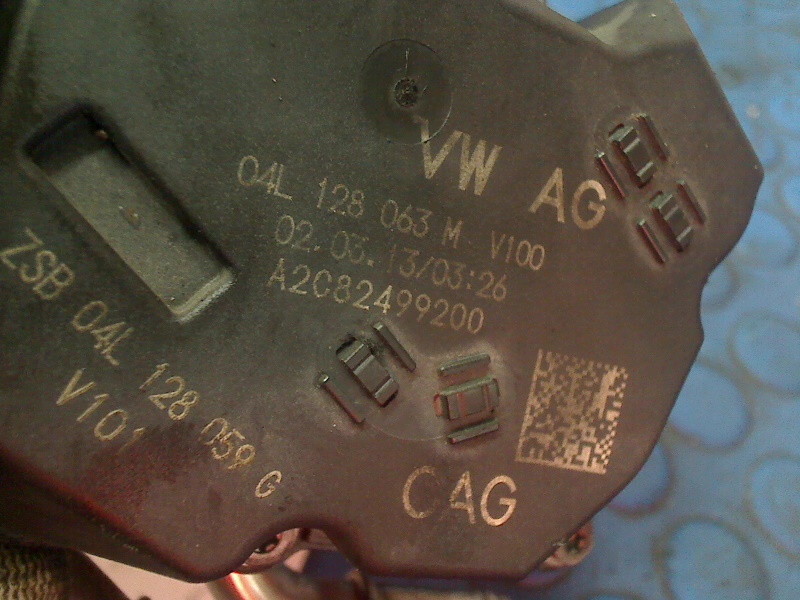 VW AG
04L 128 063 M V100
02.03.13/03:26
A2C82499200
ZSB 04L 128 059 G
V101
CAG